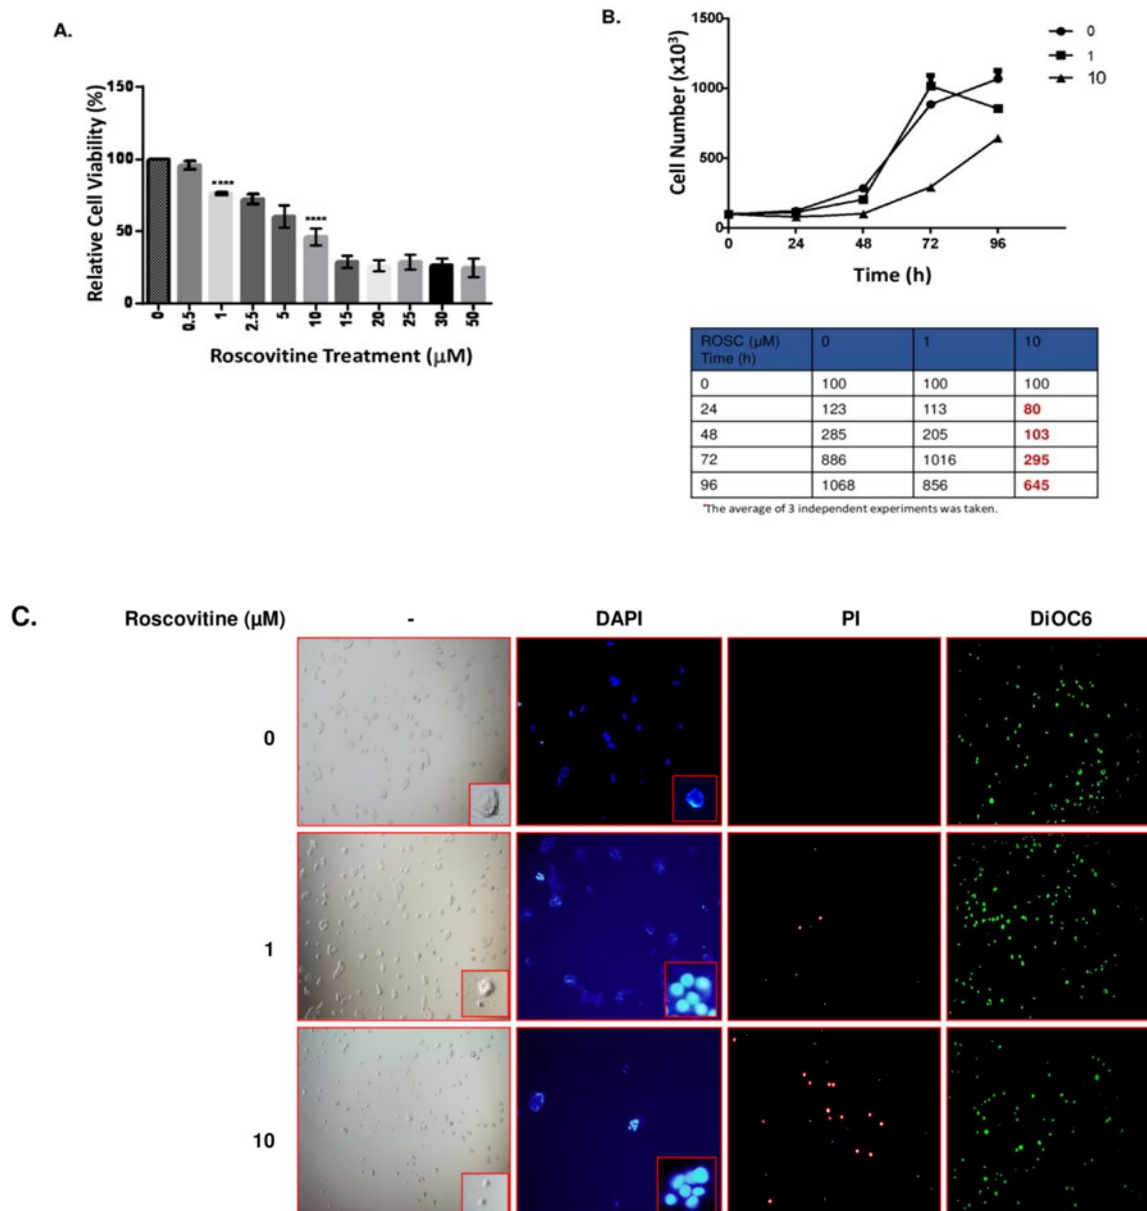 A.
Relative Cell Viability (%)
150
100
50
0
**** ****
0 0.5 1 2.5 5 10 15 20 25 30 50
Roscovitine Treatment (μM)
B.
Cell Number (x10³)
1500
1000
500
0
0 24 48 72 96
Time (h)
0
1
10
ROSC (μM) 0 1 10
Time (h)
0 100 100 100
24 123 113 80
48 285 205 103
72 886 1016 295
96 1068 856 645
*The average of 3 independent experiments was taken.
C.
Roscovitine (μM) - DAPI PI DiOC6
0
1
10